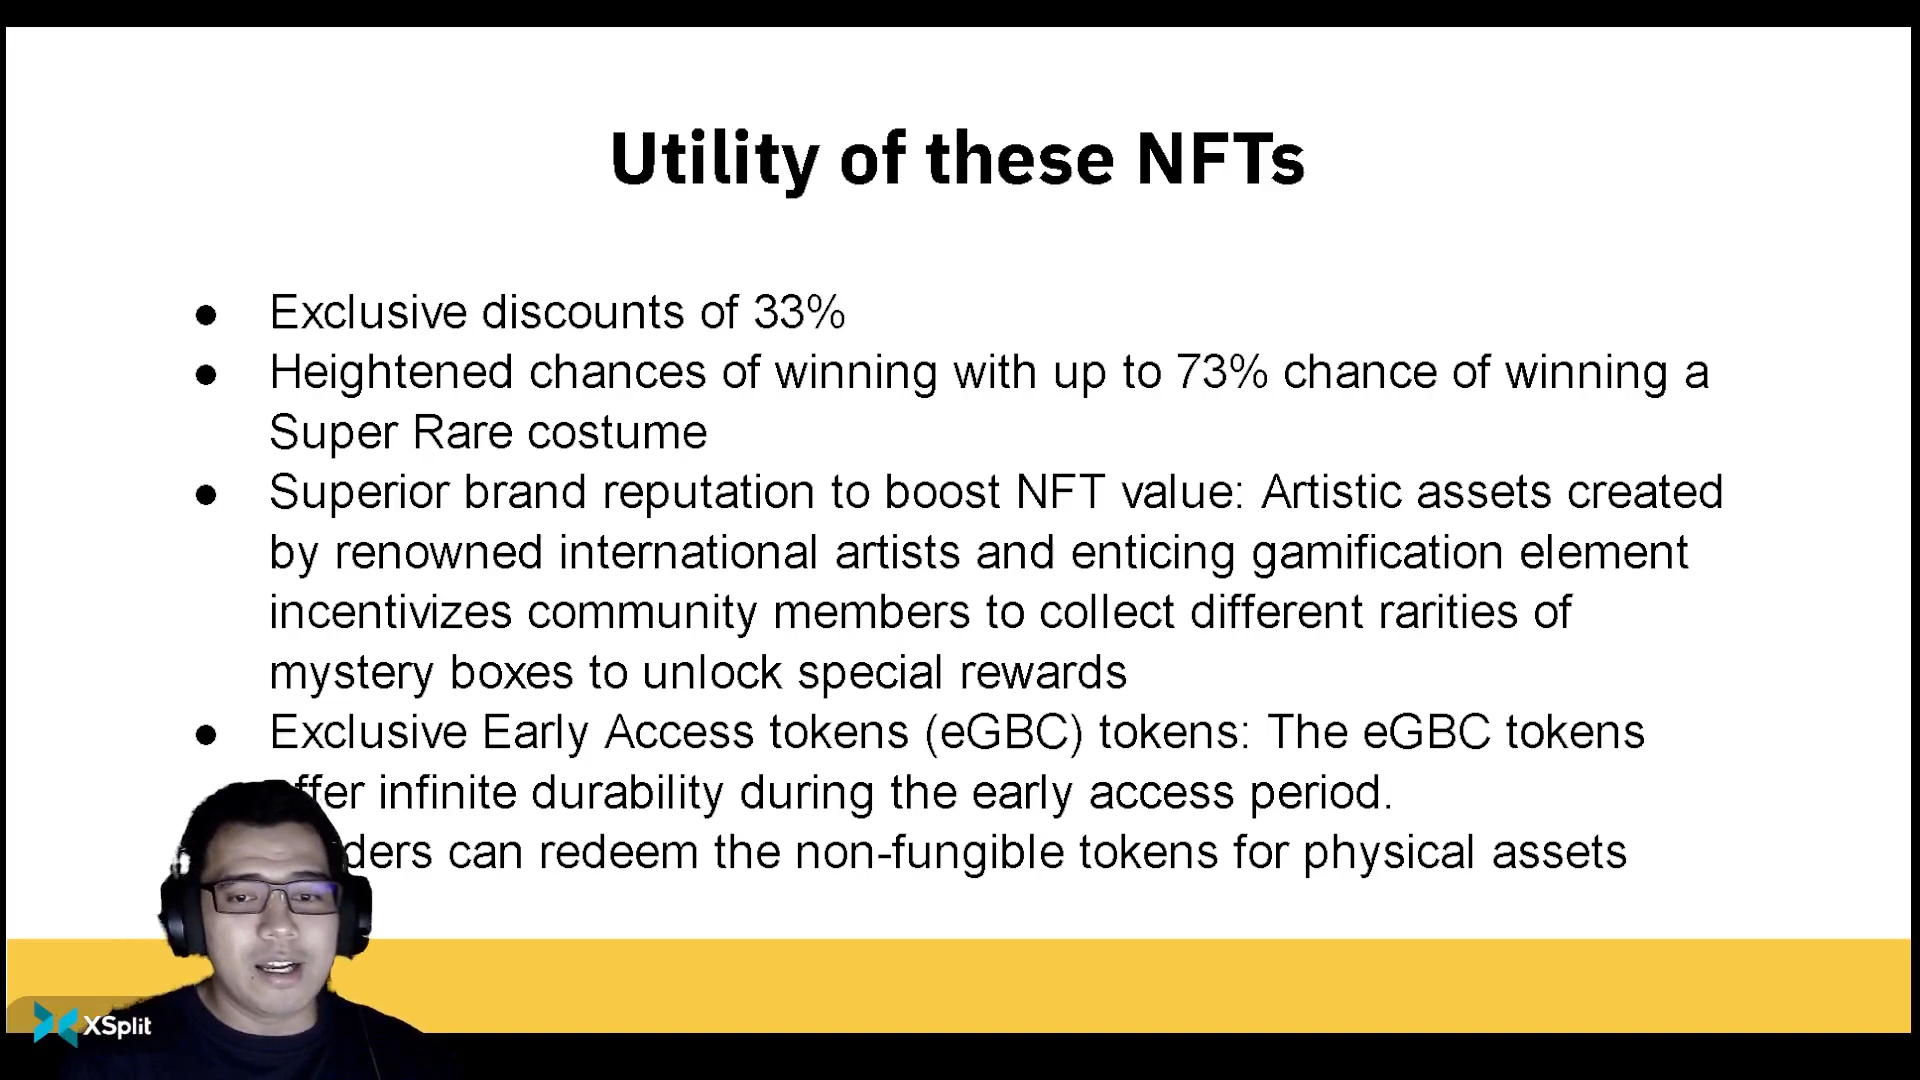 Utility of these NFTs
● Exclusive discounts of 33%
● Heightened chances of winning with up to 73% chance of winning a
Super Rare costume
● Superior brand reputation to boost NFT value: Artistic assets created
by renowned international artists and enticing gamification element
incentivizes community members to collect different rarities of
mystery boxes to unlock special rewards
● Exclusive Early Access tokens (eGBC) tokens: The eGBC tokens
infinite durability during the early access period.
can redeem the non-fungible tokens for physical assets
XSplit